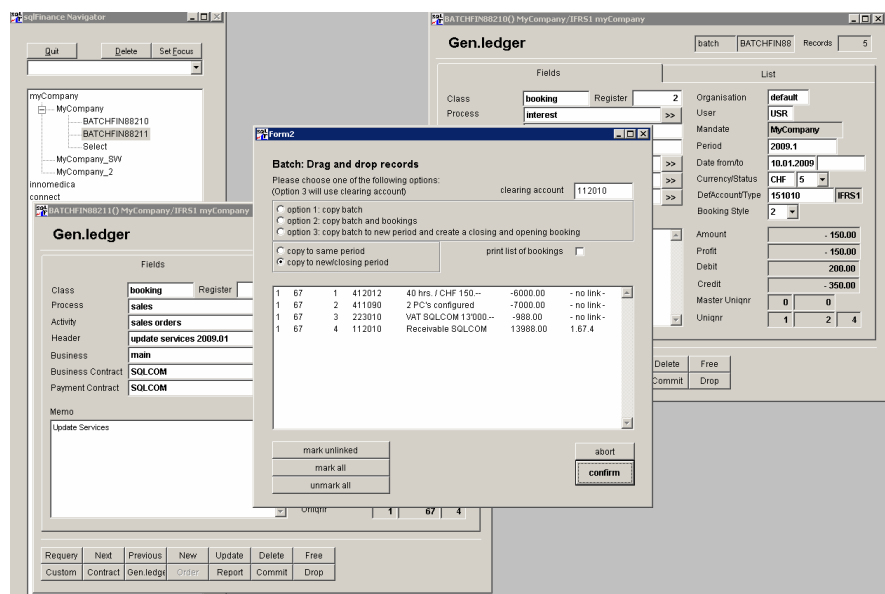 sqlFinance Navigator
Quit Delete Set Focus
myCompany
MyCompany
BATCHFIN88210
BATCHFIN88211
Select
MyCompany_SW
MyCompany_2
innomedica
connect
BATCHFIN88210() MyCompany/IFRS1 myCompany
Gen.ledger
batch BATCHFIN88 Records 5
Fields List
Class booking Register 2
Process interest >>
>>
>>
>>
Organisation default
User USR
Mandate MyCompany
Period 2009.1
Date from/to 10.01.2009
Currency/Status CHF 5
DefAccount/Type 151010 IFRS1
Booking Style 2
Amount - 150.00
Profit - 150.00
Debit 200.00
Credit - 350.00
Master Uniqnr 0 0
Uniqnr 1 2 4
Delete Free
Commit Drop
Form2
Batch: Drag and drop records
Please choose one of the following options:
(Option 3 will use clearing account) clearing account 112010
option 1: copy batch
option 2: copy batch and bookings
option 3: copy batch to new period and create a closing and opening booking
copy to same period print list of bookings
copy to new/closing period
1 67 1 412012 40 hrs. / CHF 150.-- -6000.00 - no link -
1 67 2 411090 2 PC's configured -7000.00 - no link -
1 67 3 223010 VAT SQLCOM 13'000.-- -988.00 - no link -
1 67 4 112010 Receivable SQLCOM 13988.00 1.67.4
mark unlinked abort
mark all confirm
unmark all
BATCHFIN88211() MyCompany/IFRS1 myCompany
Gen.ledger
Fields
Class booking Register
Process sales
Activity sales orders
Header update services 2009.01
Business main
Business Contract SQLCOM
Payment Contract SQLCOM
Memo
Update Services
Uniqnr 1 67 4
Requery Next Previous New Update Delete Free
Custom Contract Gen.ledge Order Report Commit Drop